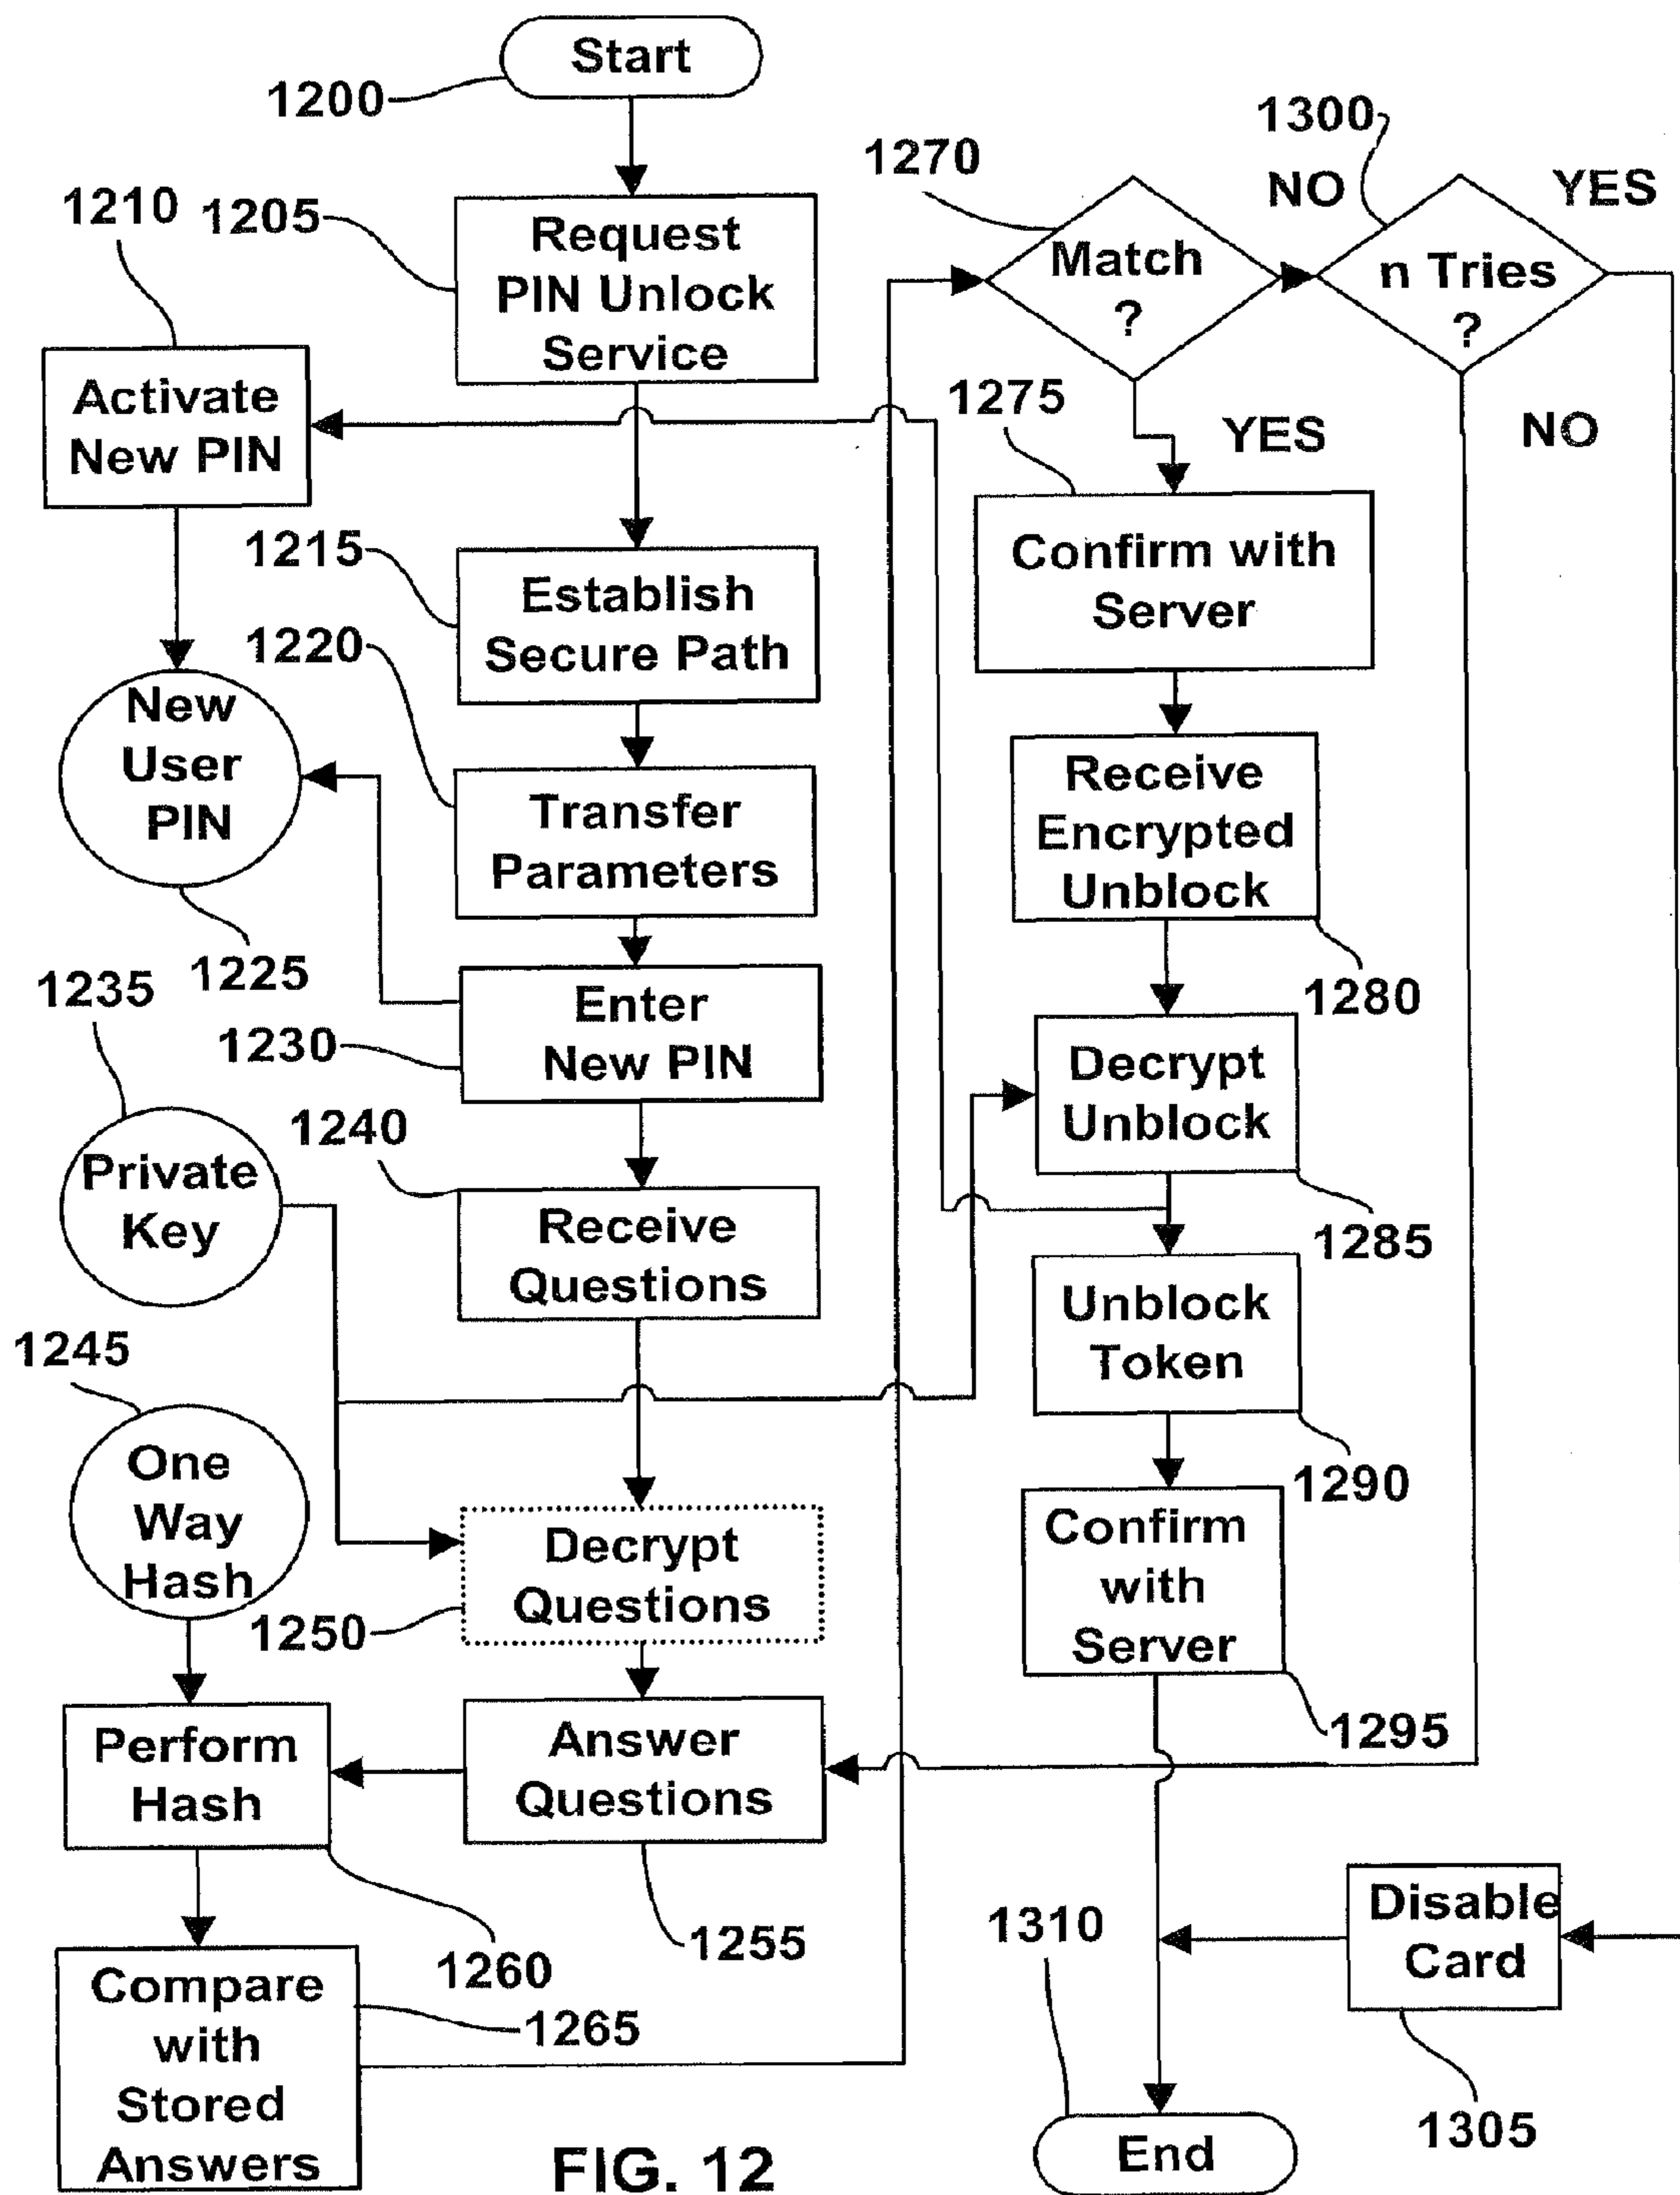 Start
1200
1300
1270
NO
YES
1210
1205
Request
PIN Unlock
Service
Match
?
n Tries
?
Activate
New PIN
1275
YES
NO
1215
Establish
Secure Path
Confirm with
Server
1220
New
User
PIN
Transfer
Parameters
Receive
Encrypted
Unblock
1225
1235
1280
Enter
New PIN
1230
Decrypt
Unblock
1240
Private
Key
Receive
Questions
1285
Unblock
Token
1245
One
Way
Hash
1290
Decrypt
Questions
1250
Confirm
with
Server
1295
Perform
Hash
Answer
Questions
1310
Disable
Card
1255
1260
Compare
with
Stored
Answers
1265
1305
End
FIG. 12